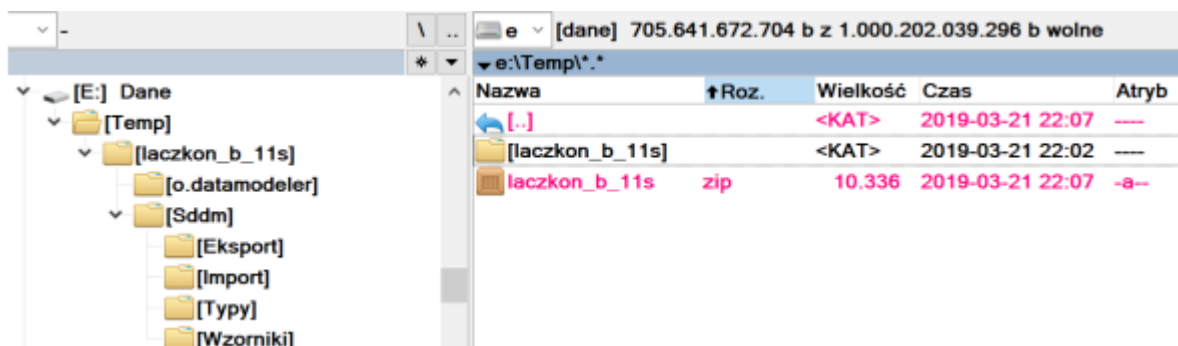 -
\ ..
e [dane] 705.641.672.704 b z 1.000.202.039.296 b wolne
* e:\Temp\*.*
[E:] Dane
[Temp]
[laczkon_b_11s]
[o.datamodeler]
[Sddm]
[Eksport]
[Import]
[Typy]
[Wzorniki]
Nazwa Roz. Wielkość Czas Atryb
[..] <KAT> 2019-03-21 22:07 ----
[laczkon_b_11s] <KAT> 2019-03-21 22:02 ----
laczkon_b_11s zip 10.336 2019-03-21 22:07 -a--